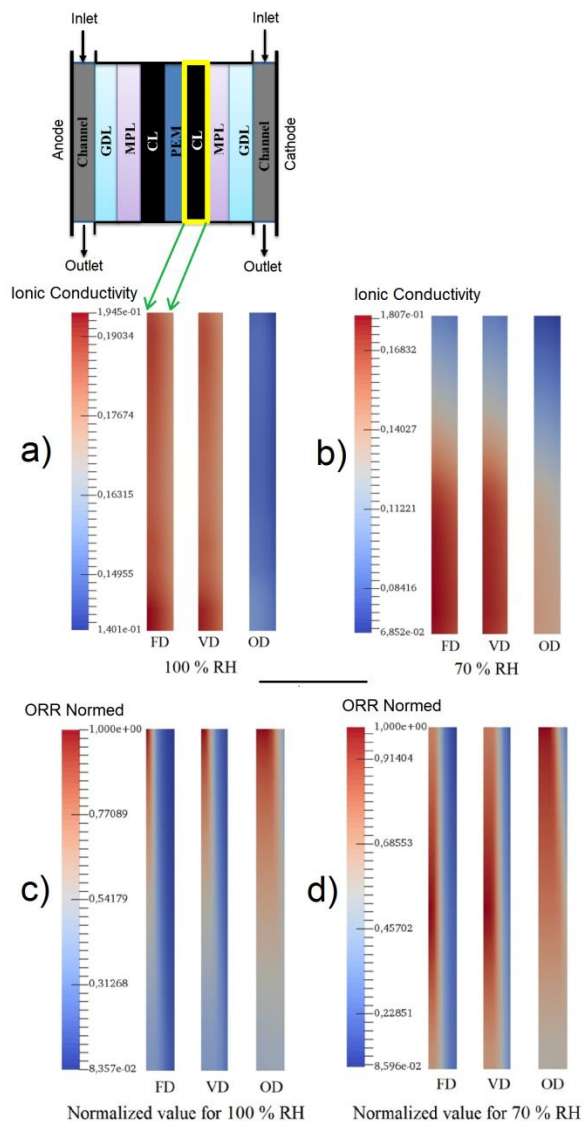 Inlet
Inlet
Anode
Channel
GDL
MPL
CL
PEM
CL
MPL
GDL
Channel
Cathode
Outlet
Outlet
Ionic Conductivity
1,945e-01
0,19034
0,17674
0,16315
0,14955
1,401e-01
a)
FD VD OD
100 % RH
Ionic Conductivity
1,807e-01
0,16832
0,14027
0,11221
0,08416
6,852e-02
b)
FD VD OD
70 % RH
ORR Normed
1,000e+00
0,77089
0,54179
0,31268
8,357e-02
c)
FD VD OD
Normalized value for 100 % RH
ORR Normed
1,000e+00
0,91404
0,68553
0,45702
0,22851
8,596e-02
d)
FD VD OD
Normalized value for 70 % RH